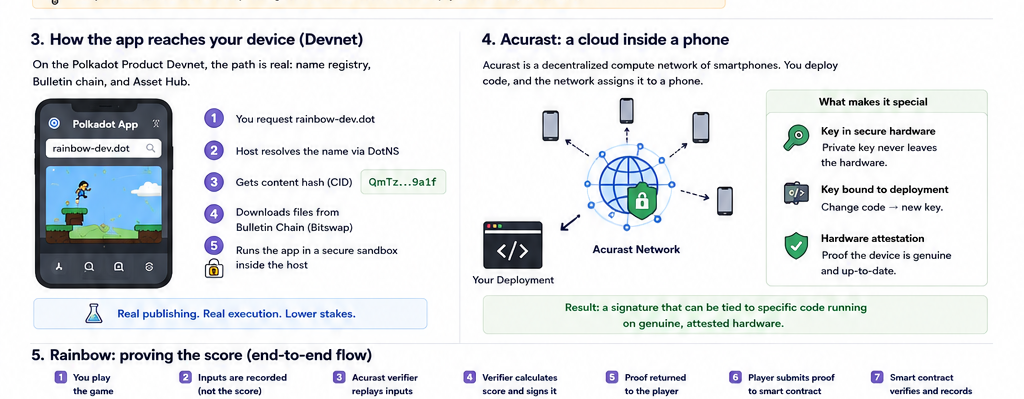 3. How the app reaches your device (Devnet)
On the Polkadot Product Devnet, the path is real: name registry,
Bulletin chain, and Asset Hub.
Polkadot App
rainbow-dev.dot
1 You request rainbow-dev.dot
2 Host resolves the name via DotNS
3 Gets content hash (CID) QmTz...9a1f
4 Downloads files from
Bulletin Chain (Bitswap)
5 Runs the app in a secure sandbox
inside the host
Real publishing. Real execution. Lower stakes.
4. Acurast: a cloud inside a phone
Acurast is a decentralized compute network of smartphones. You deploy
code, and the network assigns it to a phone.
</>
Your Deployment
Acurast Network
What makes it special
Key in secure hardware
Private key never leaves
the hardware.
</>
Key bound to deployment
Change code → new key.
Hardware attestation
Proof the device is genuine
and up-to-date.
Result: a signature that can be tied to specific code running
on genuine, attested hardware.
5. Rainbow: proving the score (end-to-end flow)
1 You play
the game
2 Inputs are recorded
(not the score)
3 Acurast verifier
replays inputs
4 Verifier calculates
score and signs it
5 Proof returned
to the player
6 Player submits proof
to smart contract
7 Smart contract
verifies and records